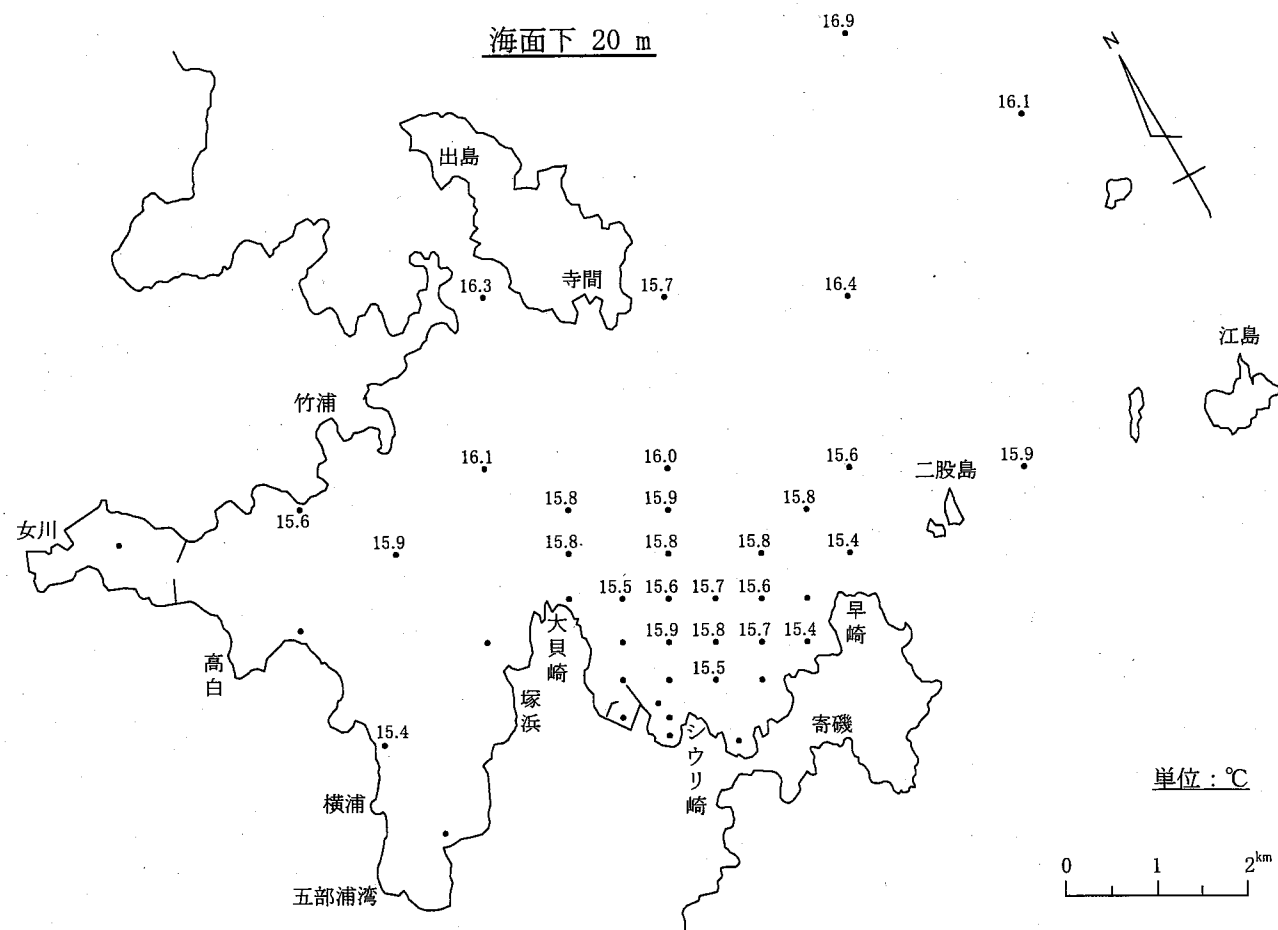 海面下 20 m
16.9
N
16.1
出島
寺間
16.3
15.7
16.4
江島
竹浦
16.1
16.0
15.6
二股島
15.9
15.8
15.9
15.8
女川
15.6
15.9
15.8
15.8
15.8
15.4
15.5
15.6
15.7
15.6
早崎
大貝崎
15.9
15.8
15.7
15.4
高白
15.5
塚浜
シウリ崎
寄磯
15.4
横浦
単位:℃
五部浦湾
0 1 2km